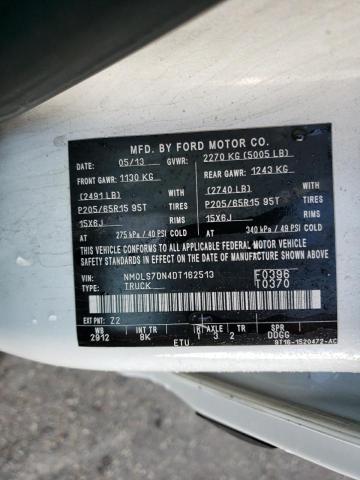 MFD. BY FORD MOTOR CO.
DATE: 05/13 GVWR: 2270 KG (5005 LB)
FRONT GAWR: 1130 KG REAR GAWR: 1243 KG
(2491 LB) WITH (2740 LB) WITH
P205/65R15 95T TIRES P205/65R15 95T TIRES
15X6J RIMS 15X6J RIMS
AT 275 kPa/ 40 PSI COLD AT 340 kPa/ 49 PSI COLD
THIS VEHICLE CONFORMS TO ALL APPLICABLE FEDERAL MOTOR VEHICLE
SAFETY STANDARDS IN EFFECT ON THE DATE OF MANUFACTURE SHOWN ABOVE.
VIN: NM0LS7DN4DT162513 F0396
TYPE: TRUCK T0370
EXT PNT: Z2
WB INT TR AXLE TR SPR
2912 8K 1 3 2 DDGG
ETU
9T16-1520472-AC